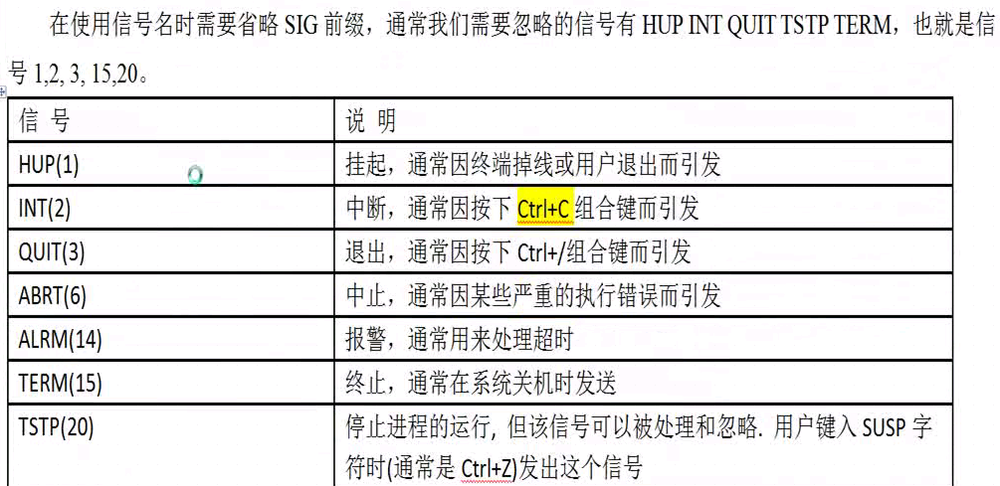 在使用信号名时需要省略 SIG 前缀，通常我们需要忽略的信号有 HUP INT QUIT TSTP TERM，也就是信
号 1,2, 3, 15,20。
信 号 说 明
HUP(1) 挂起，通常因终端掉线或用户退出而引发
INT(2) 中断，通常因按下 Ctrl+C 组合键而引发
QUIT(3) 退出，通常因按下 Ctrl+/组合键而引发
ABRT(6) 中止，通常因某些严重的执行错误而引发
ALRM(14) 报警，通常用来处理超时
TERM(15) 终止，通常在系统关机时发送
TSTP(20) 停止进程的运行, 但该信号可以被处理和忽略. 用户键入 SUSP 字
符时(通常是 Ctrl+Z)发出这个信号